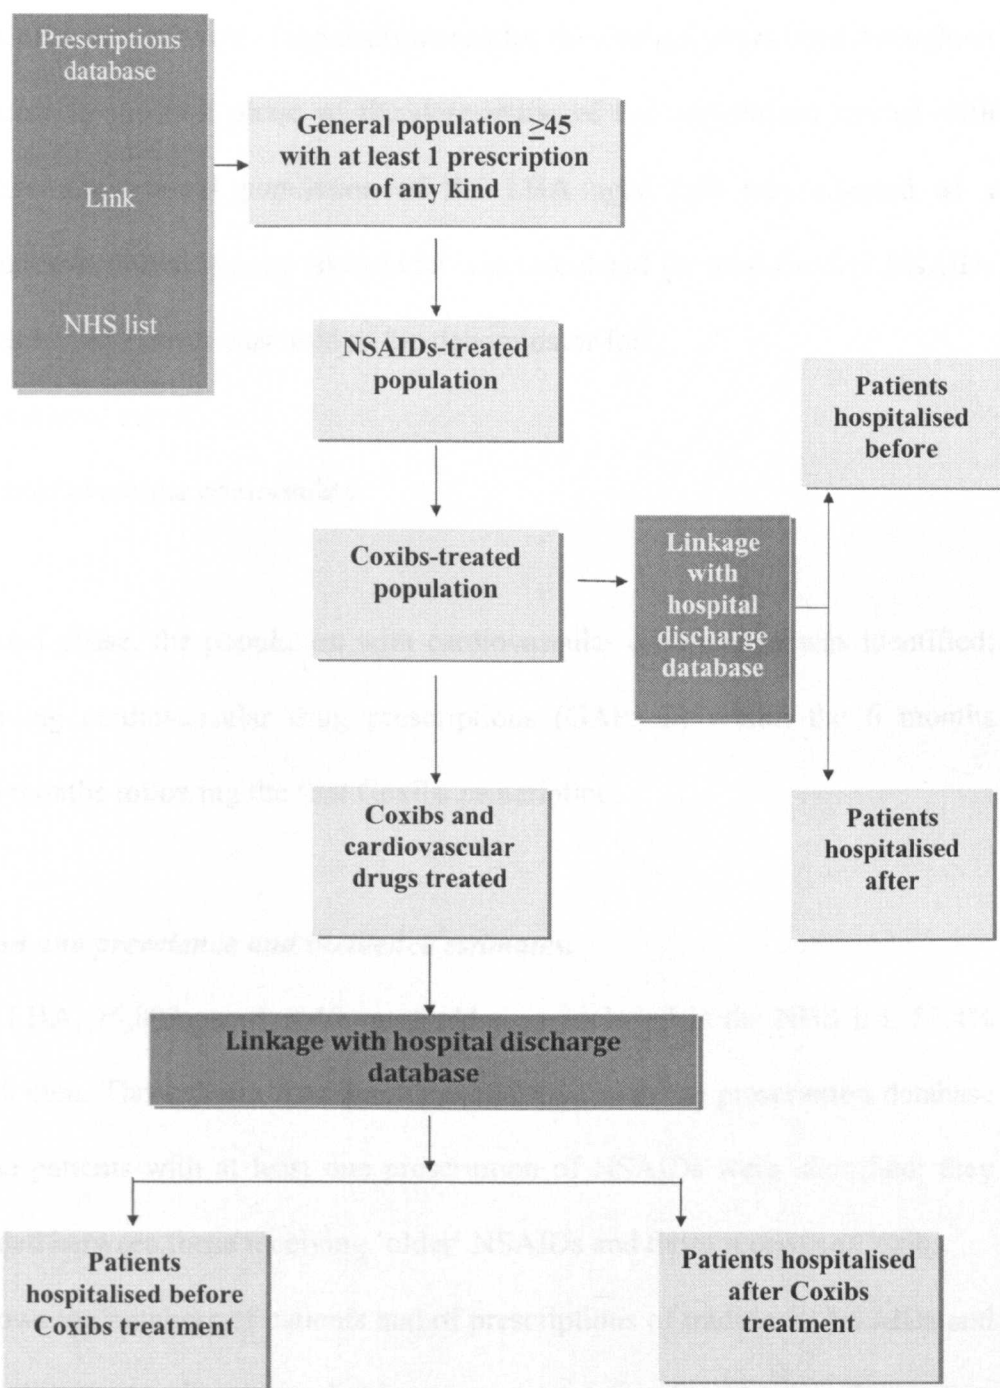 Prescriptions
database
Link
NHS list
General population ≥45
with at least 1 prescription
of any kind
NSAIDs-treated
population
Patients
hospitalised
before
Coxibs-treated
population
Linkage
with
hospital
discharge
database
Coxibs and
cardiovascular
drugs treated
Patients
hospitalised
after
Linkage with hospital discharge
database
Patients
hospitalised before
Coxibs treatment
Patients hospitalised
after Coxibs
treatment